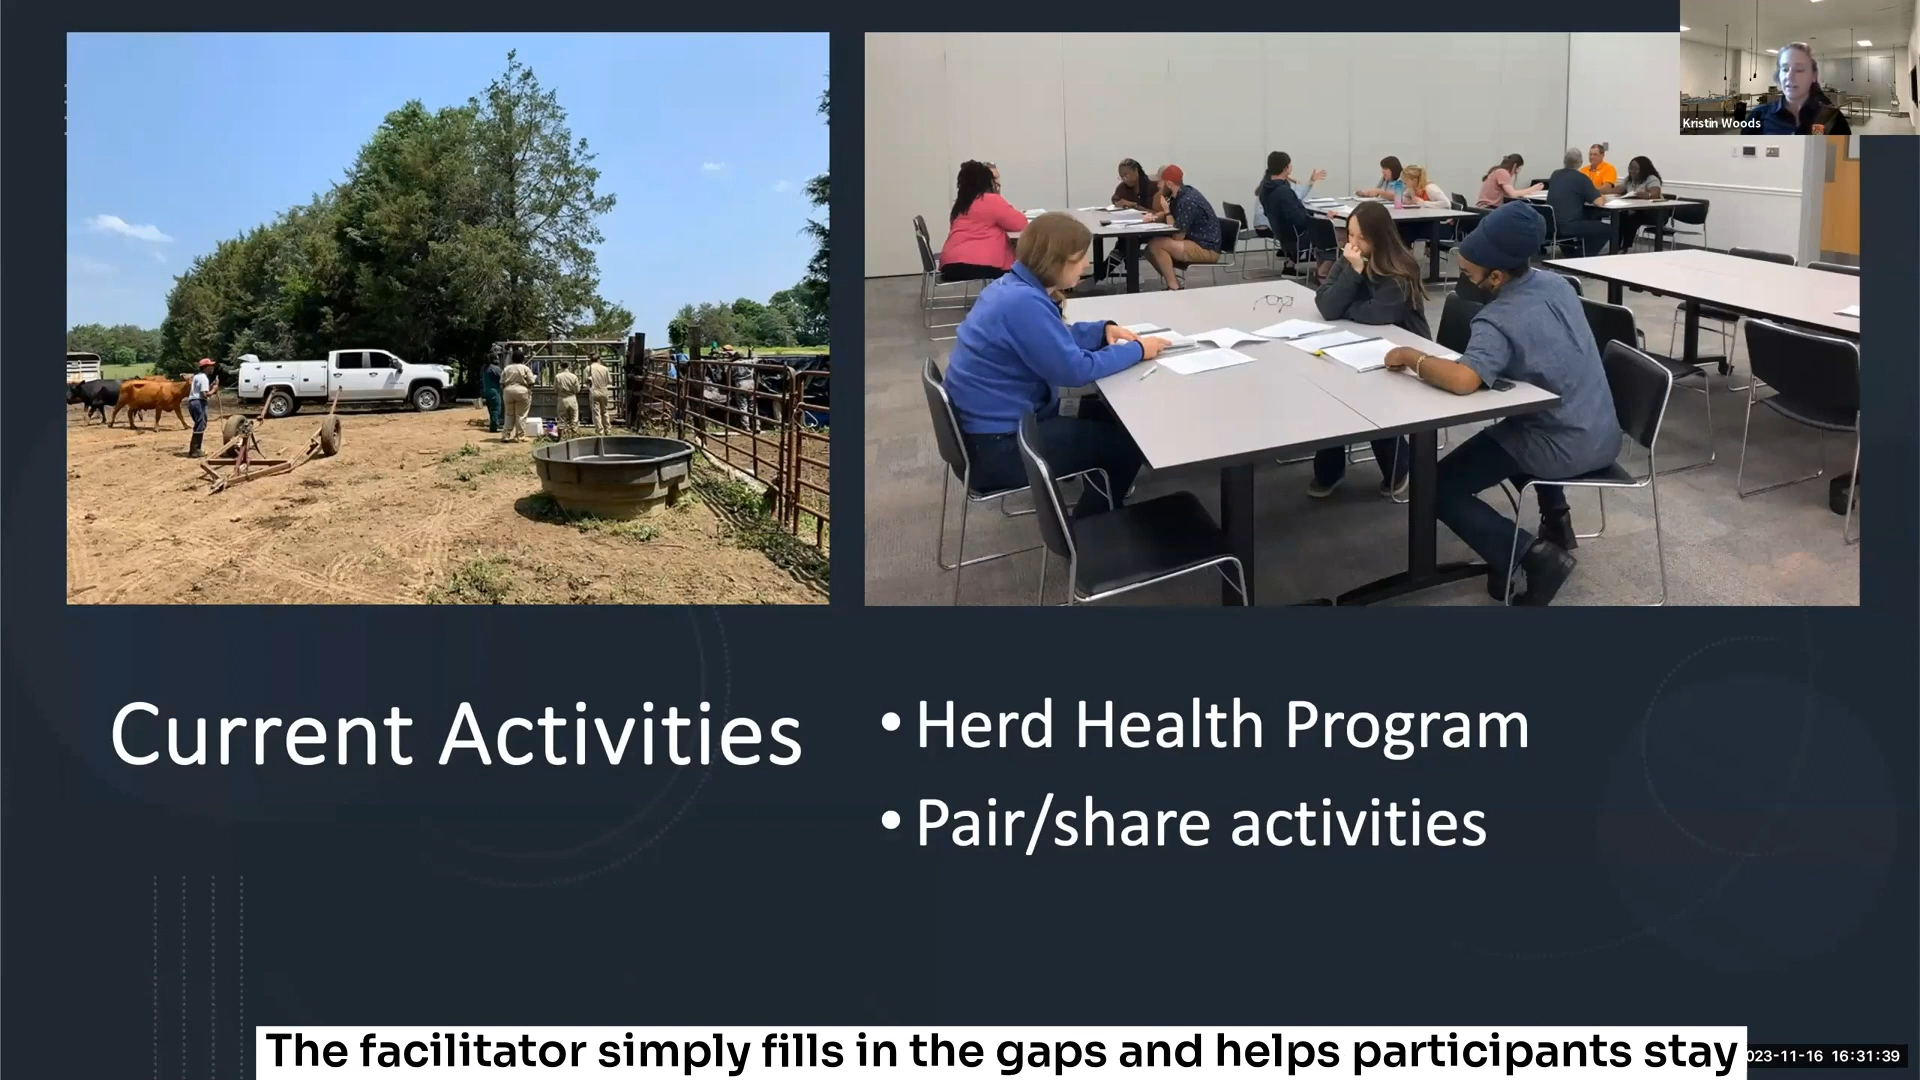 Kristin Woods
Current Activities
• Herd Health Program
• Pair/share activities
The facilitator simply fills in the gaps and helps participants stay
023-11-16 16:31:39